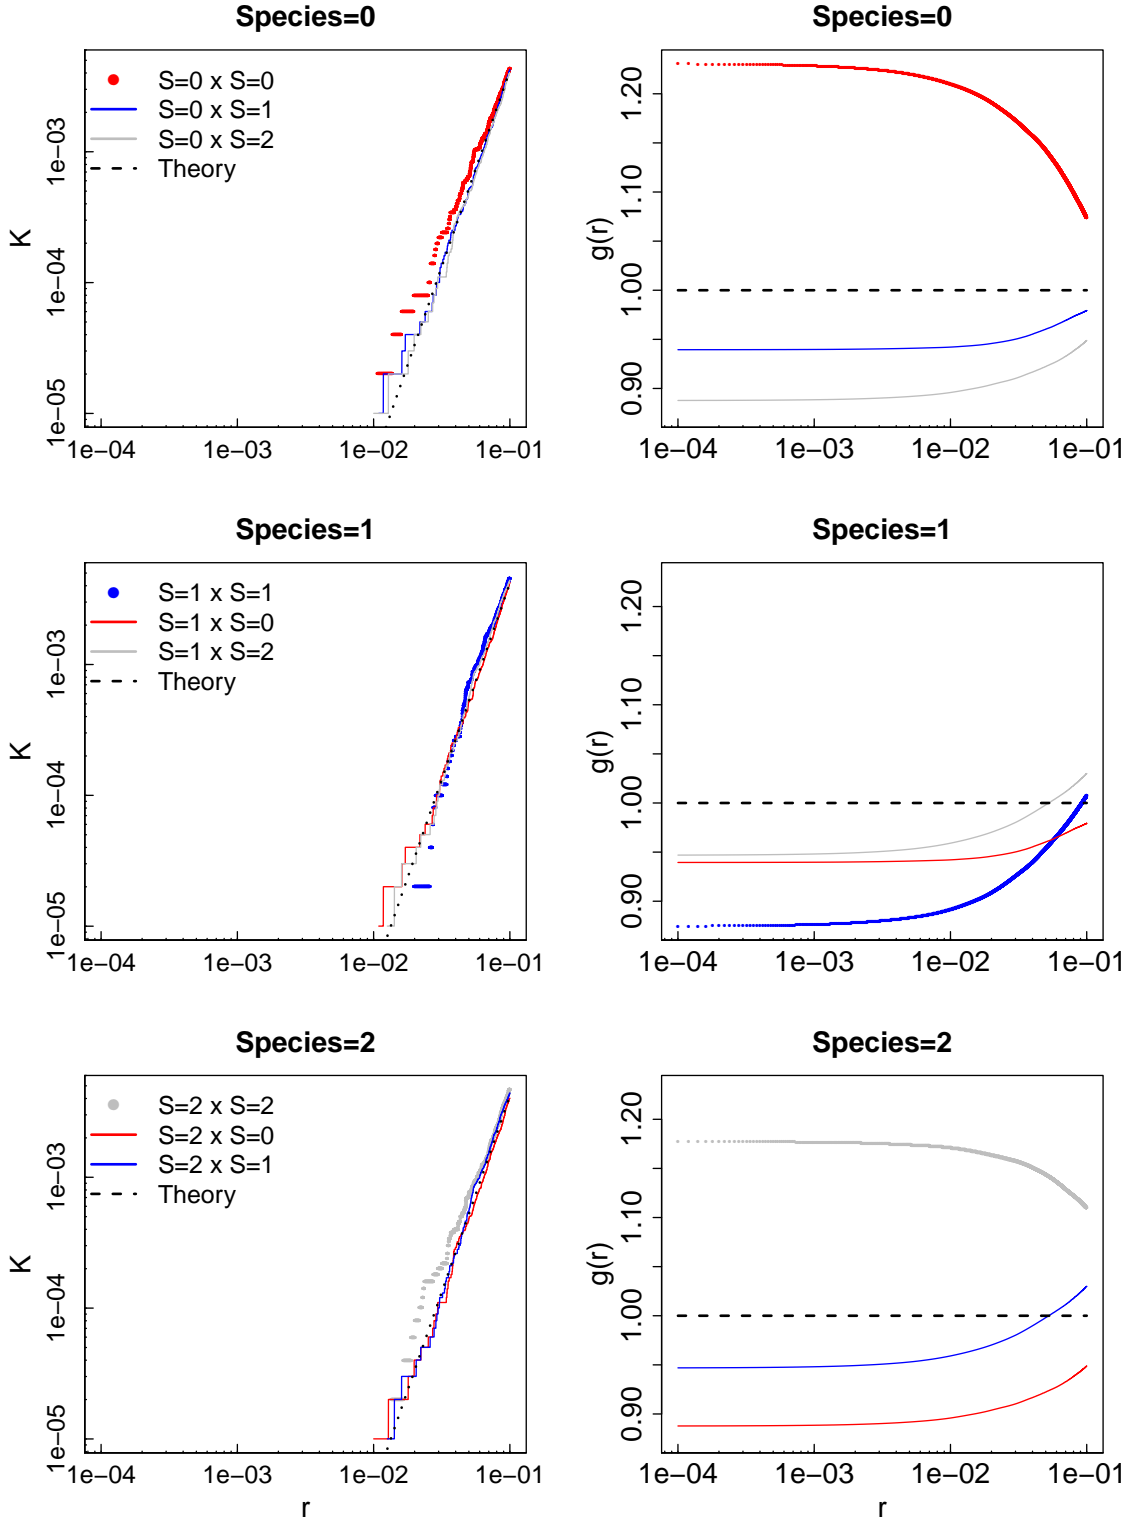 Species=0
S=0 x S=0
S=0 x S=1
S=0 x S=2
Theory
K
1e−03
1e−04
1e−05
1e−04 1e−03 1e−02 1e−01
Species=0
g(r)
1.20
1.10
1.00
0.90
1e−04 1e−03 1e−02 1e−01
Species=1
S=1 x S=1
S=1 x S=0
S=1 x S=2
Theory
K
1e−03
1e−04
1e−05
1e−04 1e−03 1e−02 1e−01
Species=1
g(r)
1.20
1.10
1.00
0.90
1e−04 1e−03 1e−02 1e−01
Species=2
S=2 x S=2
S=2 x S=0
S=2 x S=1
Theory
K
1e−03
1e−04
1e−05
1e−04 1e−03 1e−02 1e−01
r
Species=2
g(r)
1.20
1.10
1.00
0.90
1e−04 1e−03 1e−02 1e−01
r